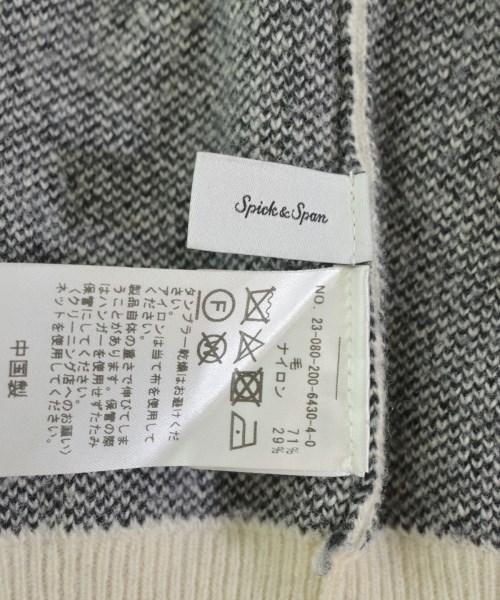 Spick & Span
NO. 23-080-200-6430-4-0
毛 71%
ナイロン 29%
F
タンブラー乾燥はお避けくだ
さい。
アイロンは当て布を使用して
ください。
製品自体の重さで伸びてしま
うことがあります。保管の際
はハンガーを使用せずたたみ
保管にしてください。
〈クリーニング店へのお願い〉
ネットを使用してください。
中国製